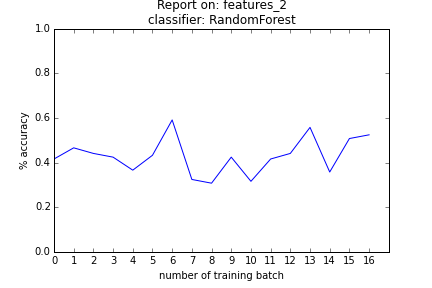 Report on: features_2
classifier: RandomForest
1.0
0.8
0.6
0.4
0.2
0.0
% accuracy
0 1 2 3 4 5 6 7 8 9 10 11 12 13 14 15 16
number of training batch